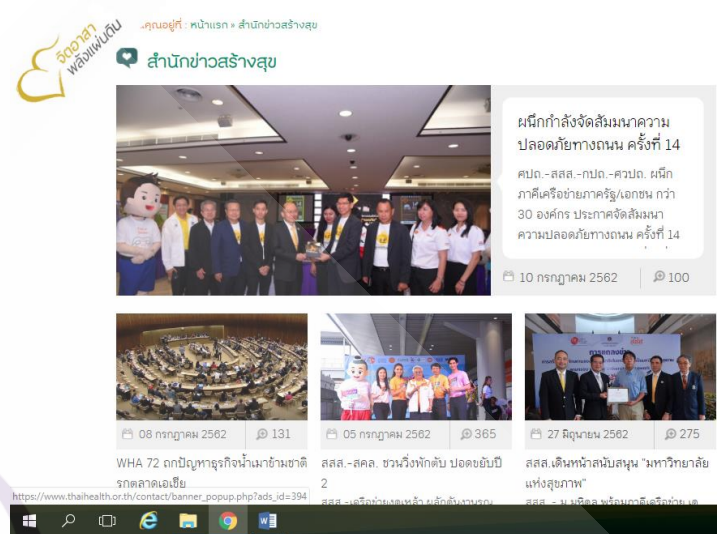 จิตอาสา
พลังแผ่นดิน
คุณอยู่ที่ : หน้าแรก » สำนักข่าวสร้างสุข
สำนักข่าวสร้างสุข
ผนึกกำลังจัดสัมมนาความ
ปลอดภัยทางถนน ครั้งที่ 14
ศปถ.-สสส.-กปถ.-ศวปถ. ผนึก
ภาคีเครือข่ายภาครัฐ/เอกชน กว่า
30 องค์กร ประกาศจัดสัมมนา
ความปลอดภัยทางถนน ครั้งที่ 14
10 กรกฎาคม 2562
100
08 กรกฎาคม 2562
131
05 กรกฎาคม 2562
365
27 มิถุนายน 2562
275
WHA 72 ถกปัญหาธุรกิจน้ำเมาข้ามชาติ
รุกตลาดเอเชีย
สสส.-สคล. ชวนวิ่งพักตับ ปอดขยับปี
2
สสส.เดินหน้าสนับสนุน "มหาวิทยาลัย
แห่งสุขภาพ"
https://www.thaihealth.or.th/contact/banner_popup.php?ads_id=394